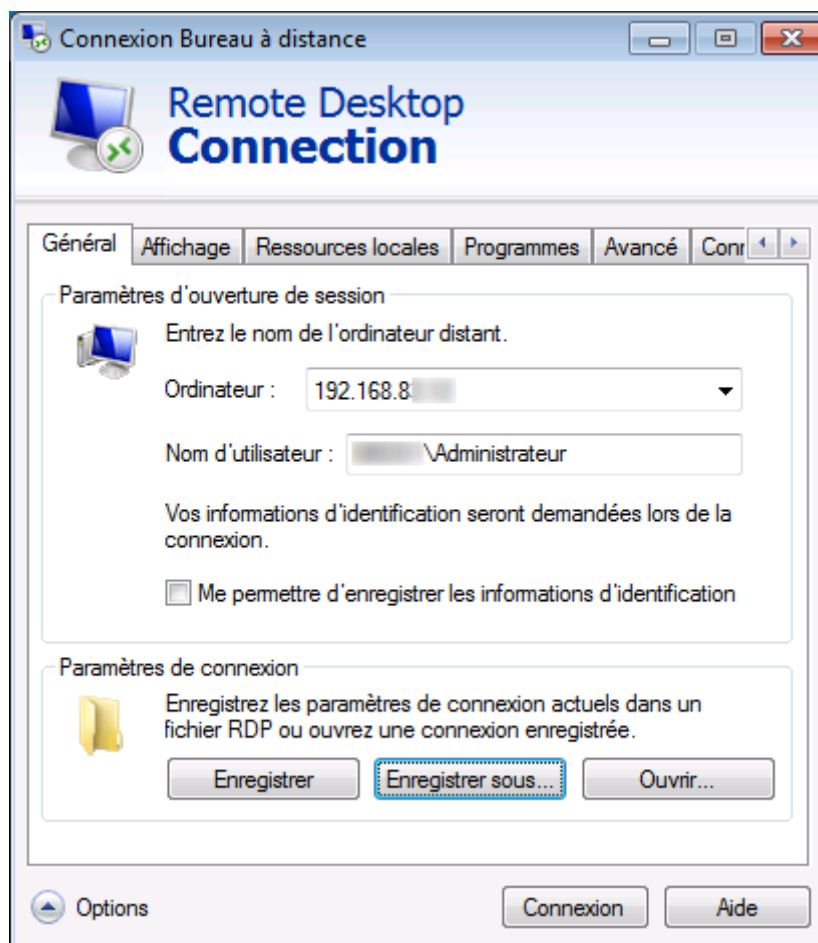 Connexion Bureau à distance
Remote Desktop
Connection
Général Affichage Ressources locales Programmes Avancé
Paramètres d'ouverture de session
Entrez le nom de l'ordinateur distant.
Ordinateur : 192.168.8
Nom d'utilisateur : \Administrateur
Vos informations d'identification seront demandées lors de la
connexion.
Me permettre d'enregistrer les informations d'identification
Paramètres de connexion
Enregistrez les paramètres de connexion actuels dans un
fichier RDP ou ouvrez une connexion enregistrée.
Enregistrer Enregistrer sous... Ouvrir...
Options Connexion Aide